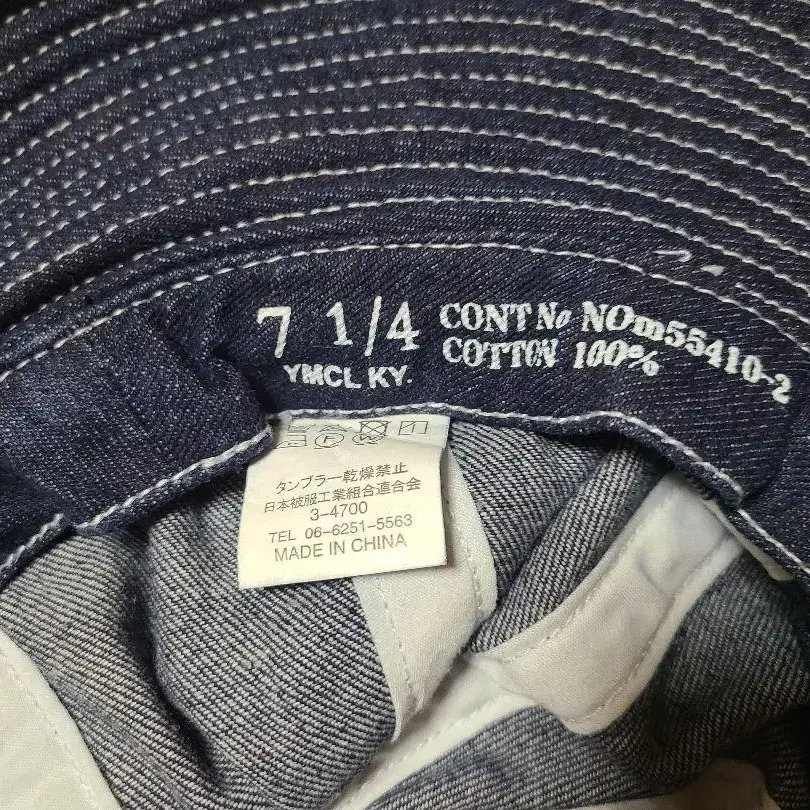 7 1/4
YMCL KY.
CONT No NOm55410-2
COTTON 100%
F W
タンブラー乾燥禁止
日本被服工業組合連合会
3-4700
TEL 06-6251-5563
MADE IN CHINA